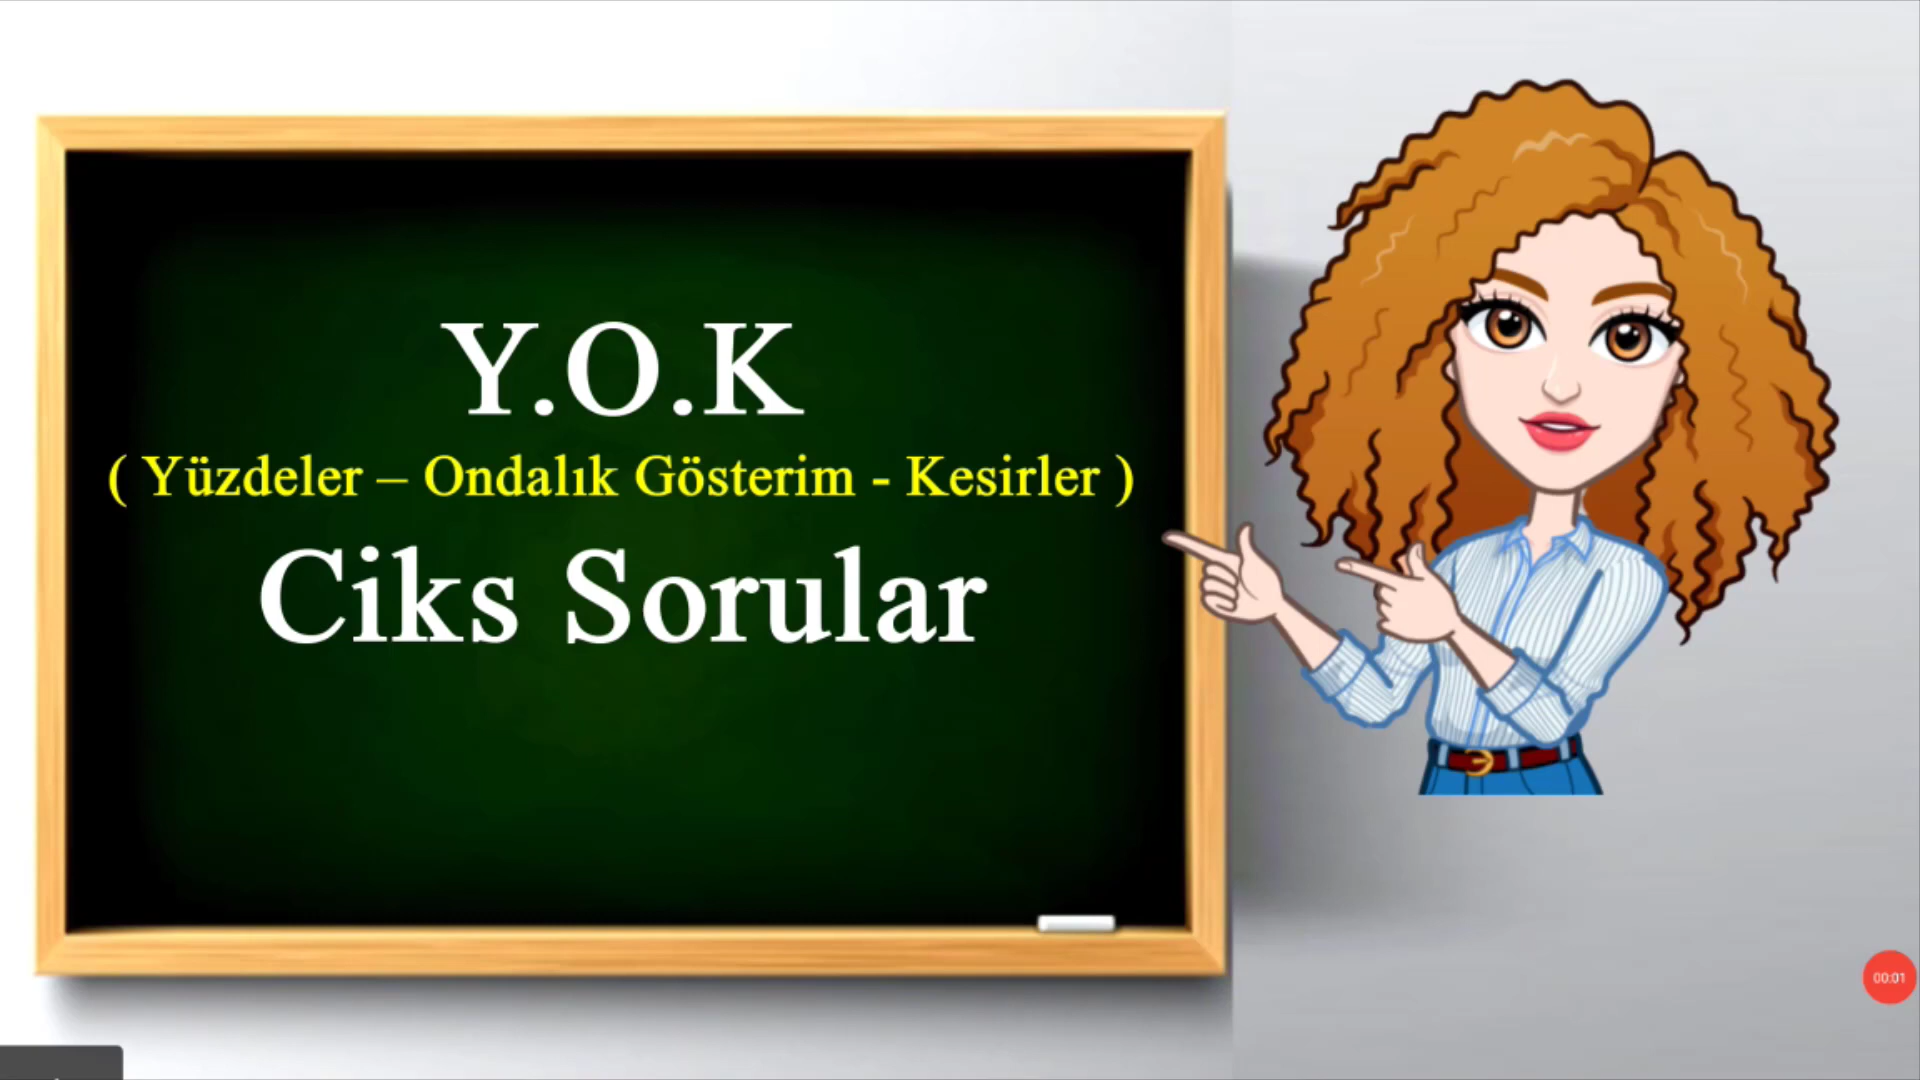 Y.O.K
( Yüzdeler – Ondalık Gösterim - Kesirler )
Ciks Sorular
00:01